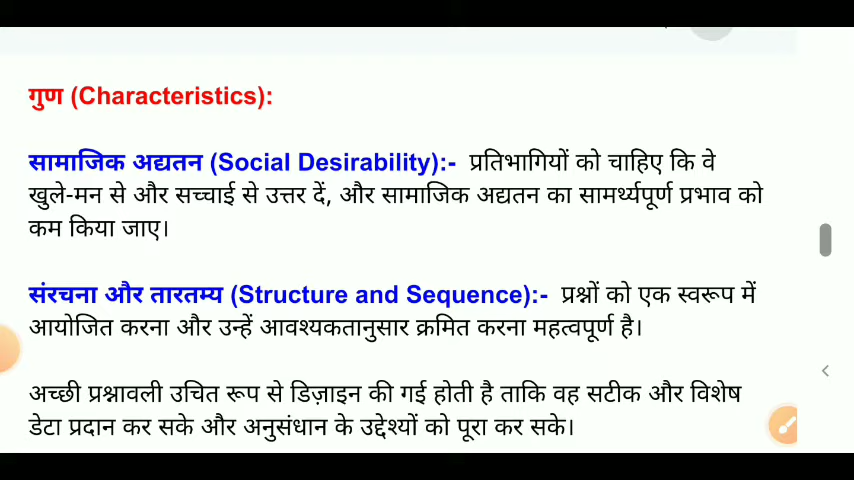 गुण (Characteristics):
सामाजिक अद्यतन (Social Desirability):- प्रतिभागियों को चाहिए कि वे
खुले-मन से और सच्चाई से उत्तर दें, और सामाजिक अद्यतन का सामर्थ्यपूर्ण प्रभाव को
कम किया जाए।
संरचना और तारतम्य (Structure and Sequence):- प्रश्नों को एक स्वरूप में
आयोजित करना और उन्हें आवश्यकतानुसार क्रमित करना महत्वपूर्ण है।
अच्छी प्रश्नावली उचित रूप से डिज़ाइन की गई होती है ताकि वह सटीक और विशेष
डेटा प्रदान कर सके और अनुसंधान के उद्देश्यों को पूरा कर सके।